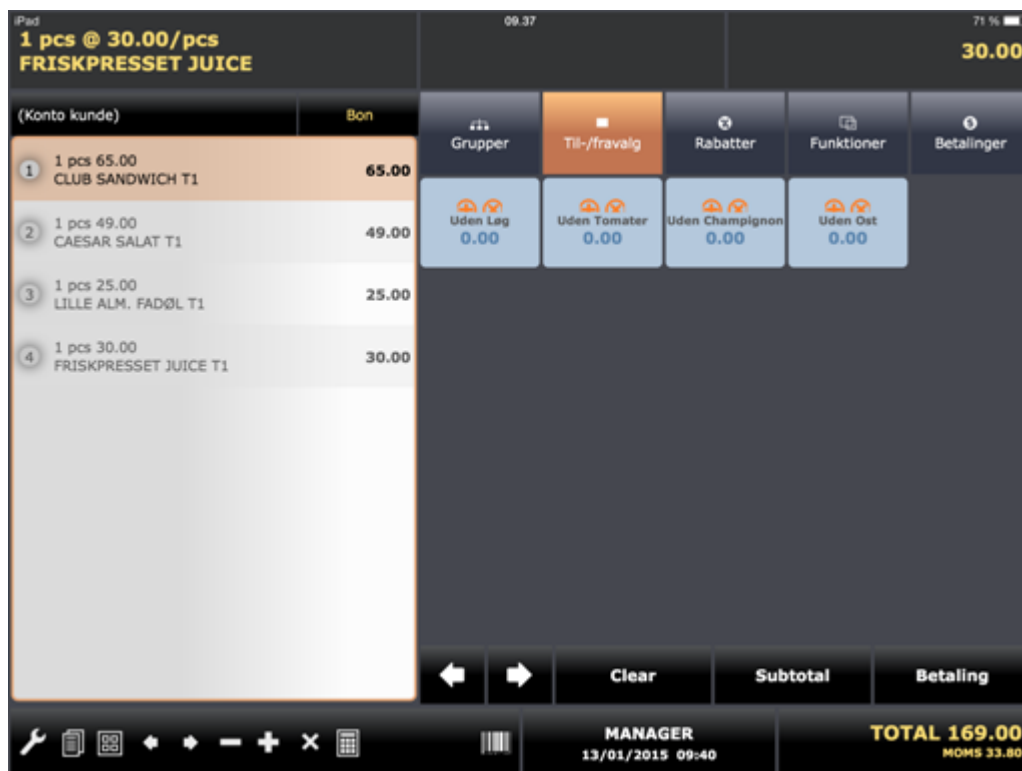 iPad
09.37
71 %
1 pcs @ 30.00/pcs
30.00
FRISKPRESSET JUICE
(Konto kunde)
Bon
Grupper
Til-/fravalg
Rabatter
Funktioner
Betalinger
1
1 pcs 65.00
CLUB SANDWICH T1
65.00
2
1 pcs 49.00
CAESAR SALAT T1
49.00
3
1 pcs 25.00
LILLE ALM. FADØL T1
25.00
4
1 pcs 30.00
FRISKPRESSET JUICE T1
30.00
Uden Løg
0.00
Uden Tomater
0.00
Uden Champignon
0.00
Uden Ost
0.00
Clear
Subtotal
Betaling
MANAGER
13/01/2015 09:40
TOTAL 169.00
MOMS 33.80